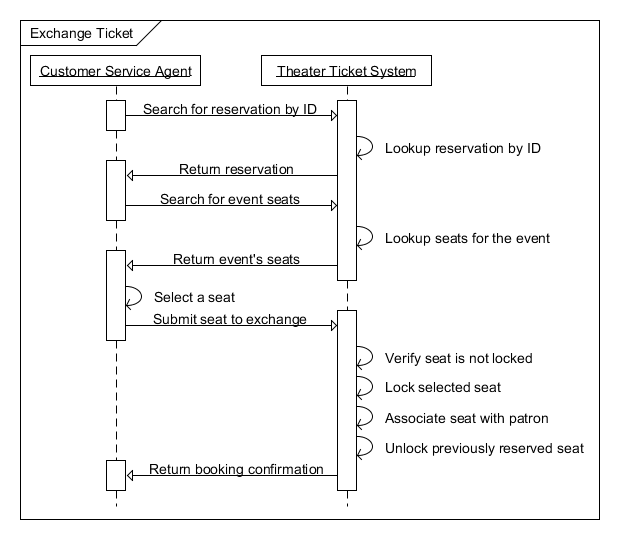 Exchange Ticket
Customer Service Agent
Theater Ticket System
Search for reservation by ID
Lookup reservation by ID
Return reservation
Search for event seats
Lookup seats for the event
Return event's seats
Select a seat
Submit seat to exchange
Verify seat is not locked
Lock selected seat
Associate seat with patron
Unlock previously reserved seat
Return booking confirmation